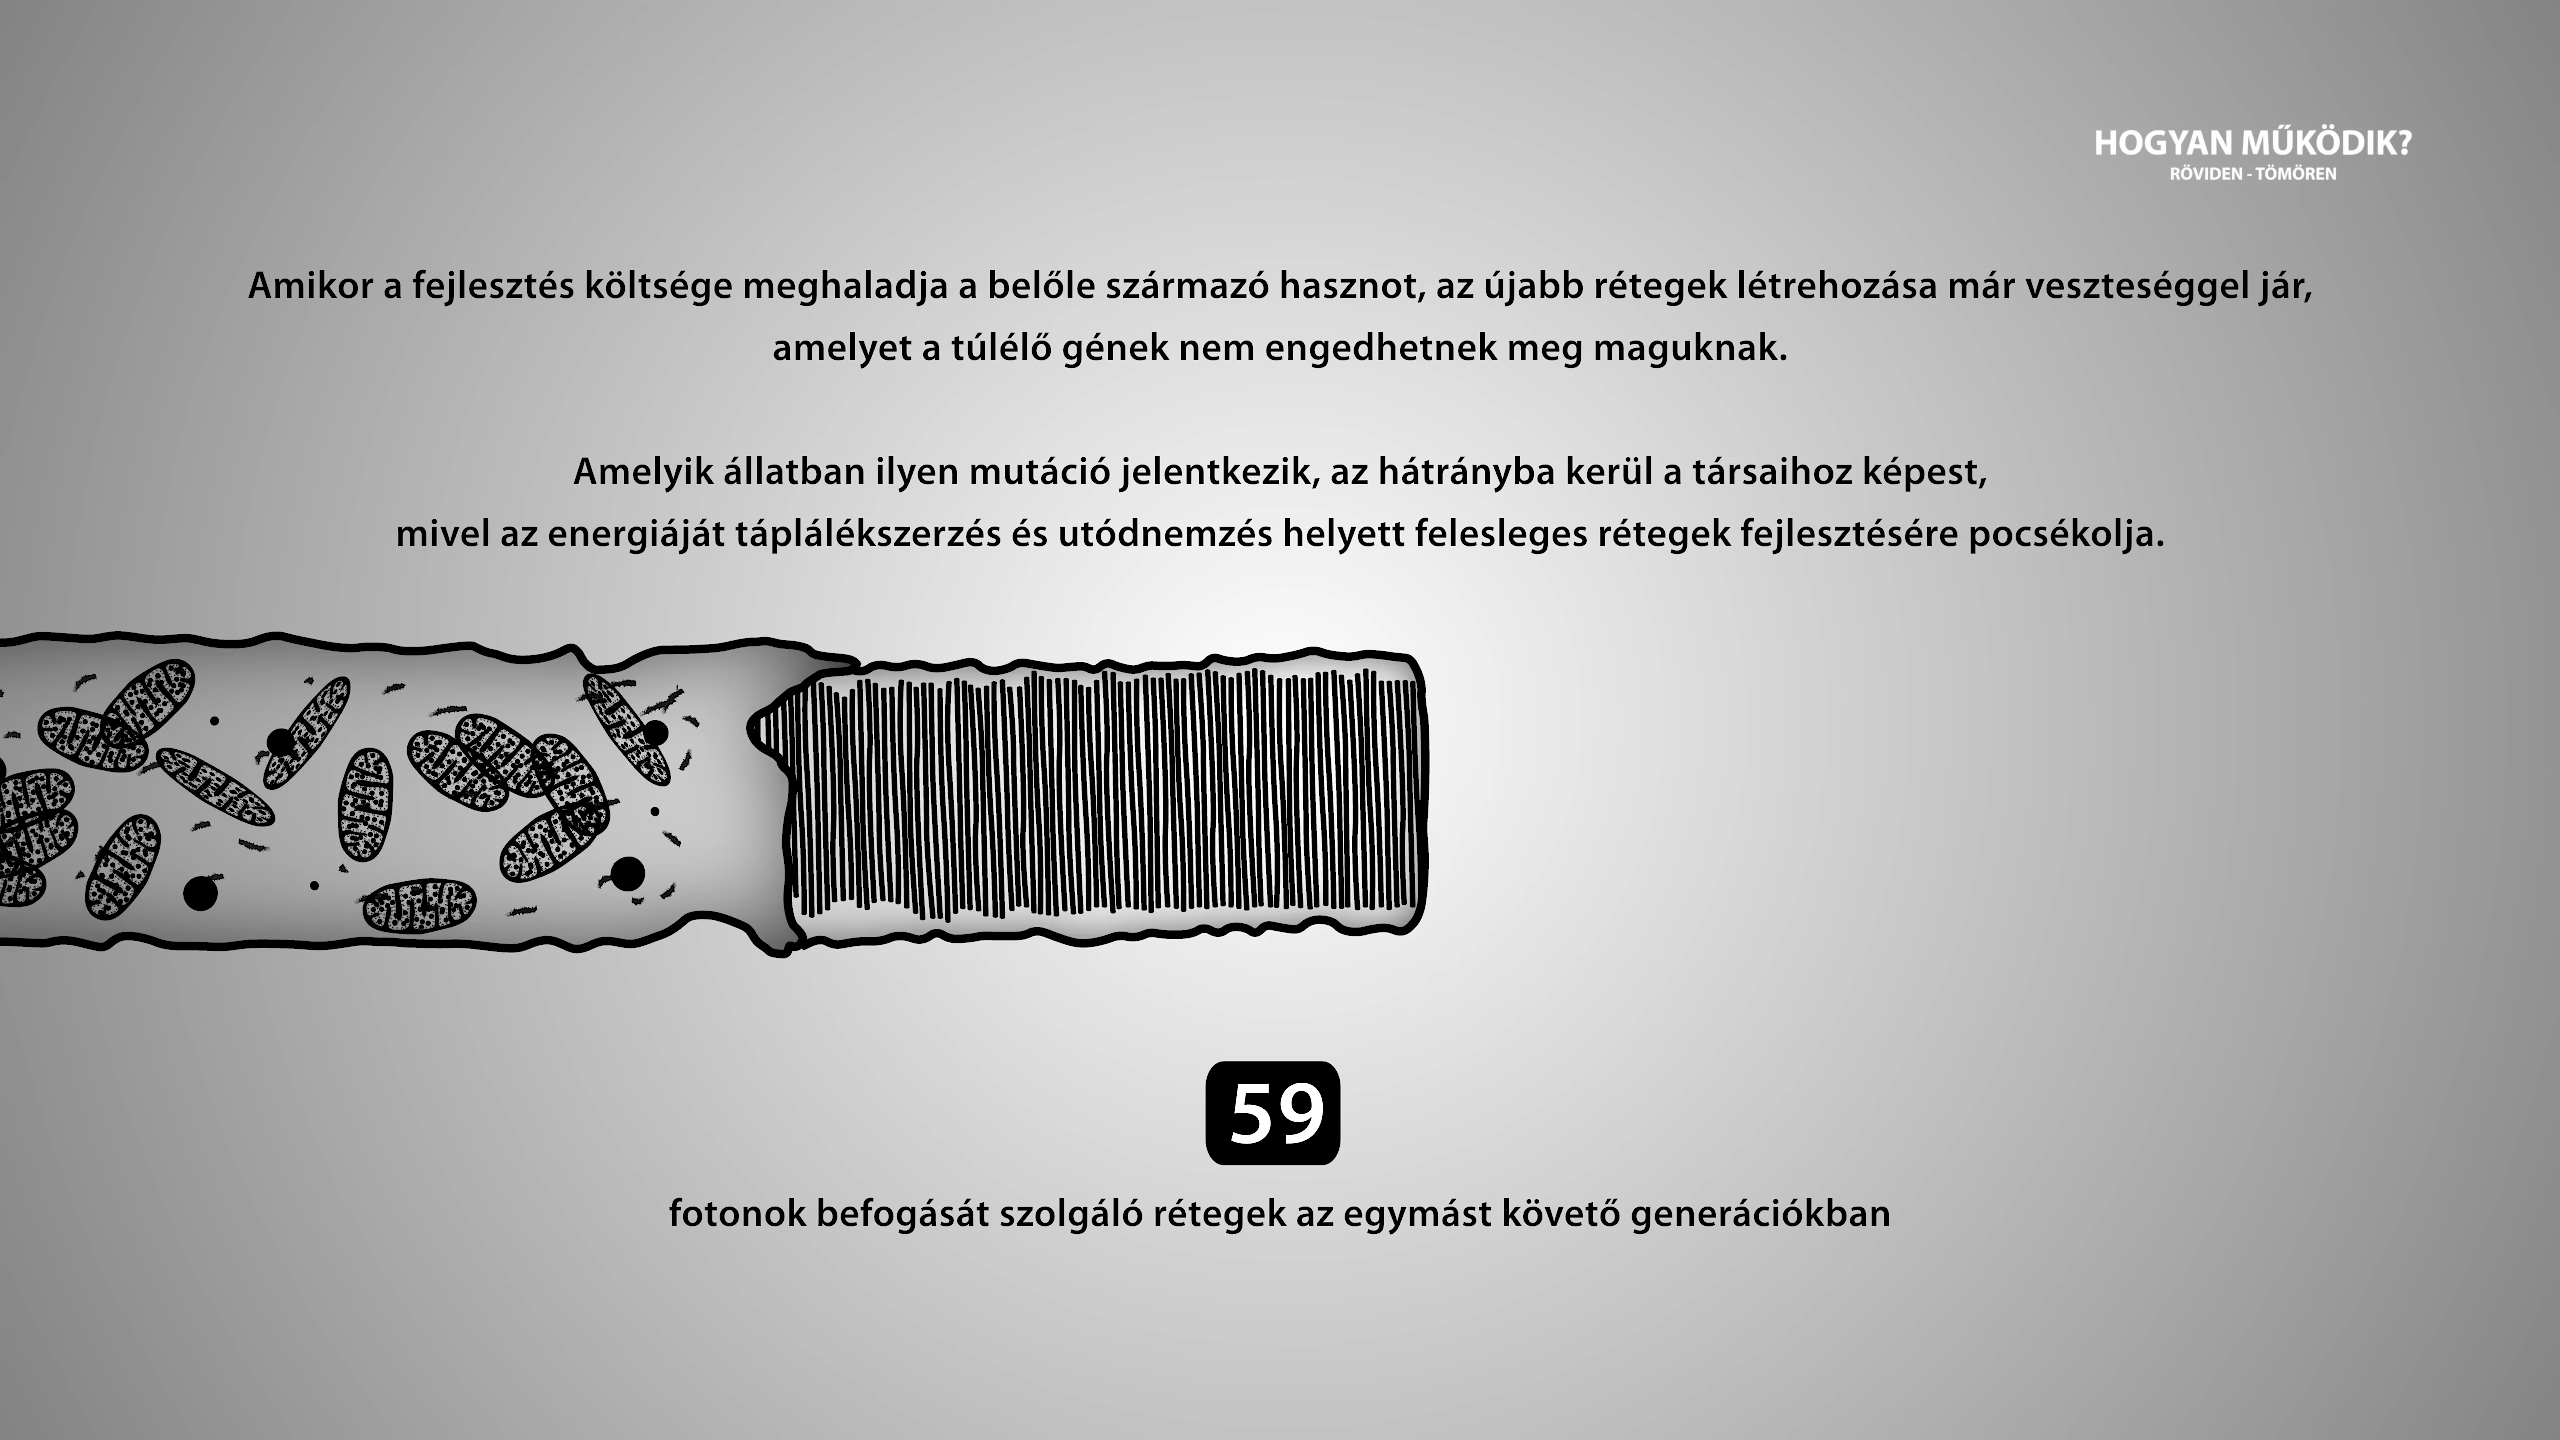 HOGYAN MŰKÖDIK?
RÖVIDEN - TÖMÖREN
Amikor a fejlesztés költsége meghaladja a belőle származó hasznot, az újabb rétegek létrehozása már veszteséggel jár,
amelyet a túlélő gének nem engedhetnek meg maguknak.
Amelyik állatban ilyen mutáció jelentkezik, az hátrányba kerül a társaihoz képest,
mivel az energiáját táplálékszerzés és utódnemzés helyett felesleges rétegek fejlesztésére pocsékolja.
59
fotonok befogását szolgáló rétegek az egymást követő generációkban